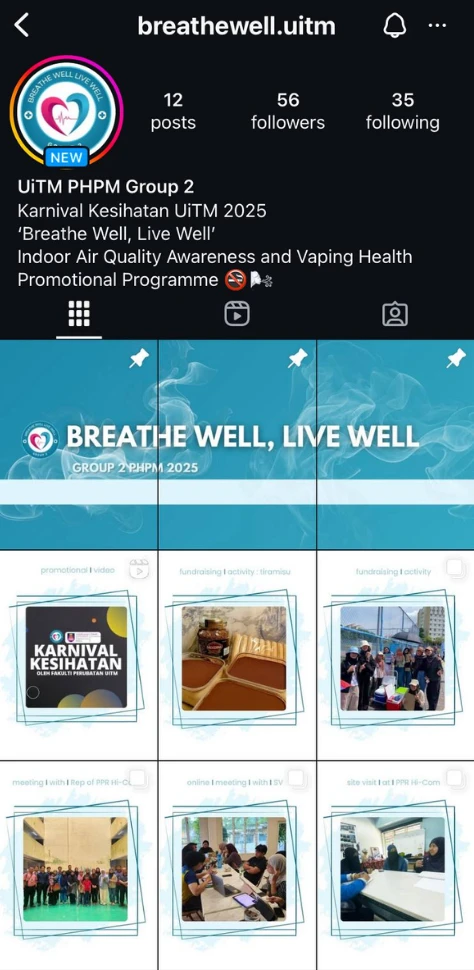 breathewell.uitm
BREATHE WELL LIVE WELL
NEW
12
posts
56
followers
35
following
UiTM PHPM Group 2
Karnival Kesihatan UiTM 2025
‘Breathe Well, Live Well’
Indoor Air Quality Awareness and Vaping Health
Promotional Programme 🚭🌬️
BREATHE WELL, LIVE WELL
GROUP 2 PHPM 2025
promotional | video
fundraising | activity : tiramisu
fundraising | activity
KARNIVAL
KESIHATAN
OLEH FAKULTI PERUBATAN UITM
meeting | with | Rep of PPR Hi-Co
online | meeting | with | SV
site visit | at | PPR Hi-Com